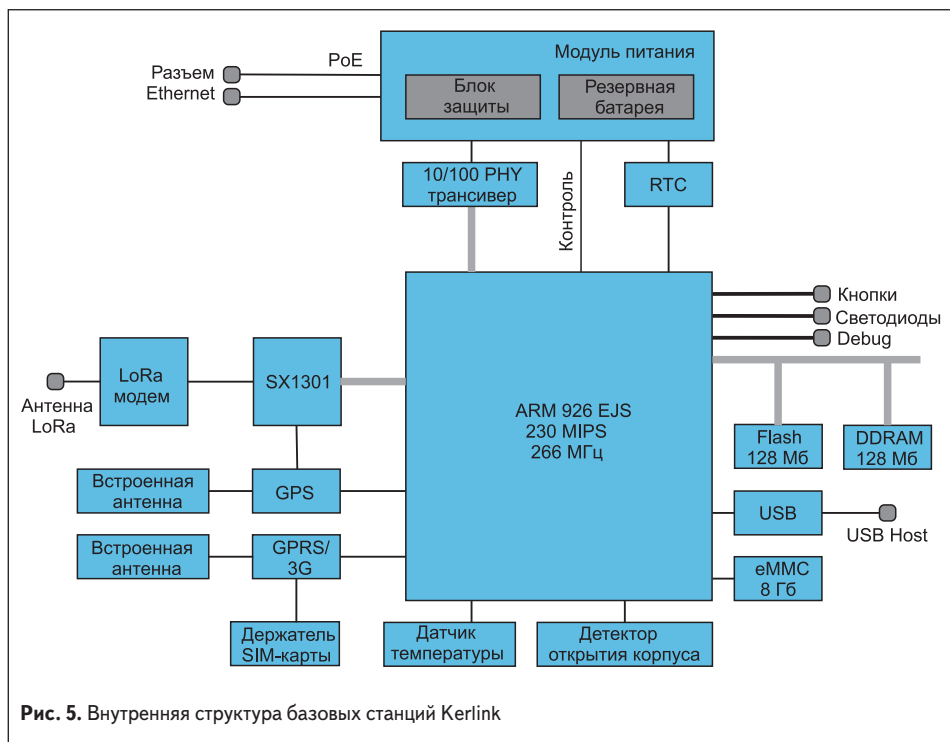 Модуль питания
PoE
Разъем
Ethernet
Блок
защиты
Резервная
батарея
10/100 PHY
трансивер
Контроль
RTC
Кнопки
Светодиоды
Debug
LoRa
модем
SX1301
Антенна
LoRa
ARM 926 EJS
230 MIPS
266 МГц
Flash
128 Мб
DDRAM
128 Мб
Встроенная
антенна
GPS
USB
USB Host
Встроенная
антенна
GPRS/
3G
eMMC
8 Гб
Держатель
SIM-карты
Датчик
температуры
Детектор
открытия корпуса
Рис. 5. Внутренняя структура базовых станций Kerlink